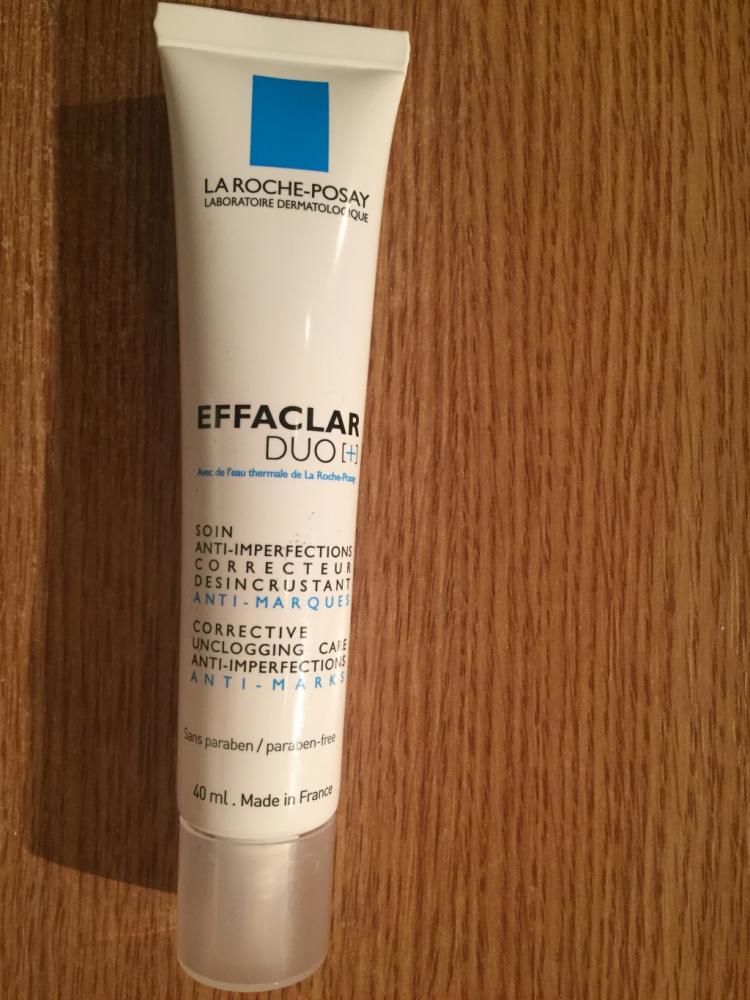 LA ROCHE-POSAY
LABORATOIRE DERMATOLOGIQUE
EFFACLAR
DUO [+]
Avec de l'eau thermale de La Roche-Posay
SOIN
ANTI-IMPERFECTIONS
CORRECTEUR
DESINCRUSTANT
ANTI-MARQUES
CORRECTIVE
UNCLOGGING CARE
ANTI-IMPERFECTIONS
ANTI-MARKS
Sans paraben / paraben-free
40 ml . Made in France